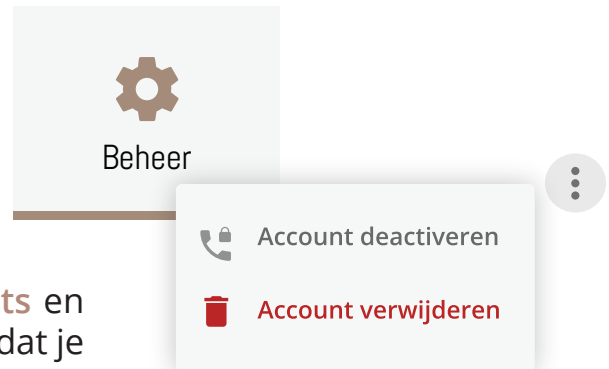 Beheer
Account deactiveren
Account verwijderen
ts en
dat je